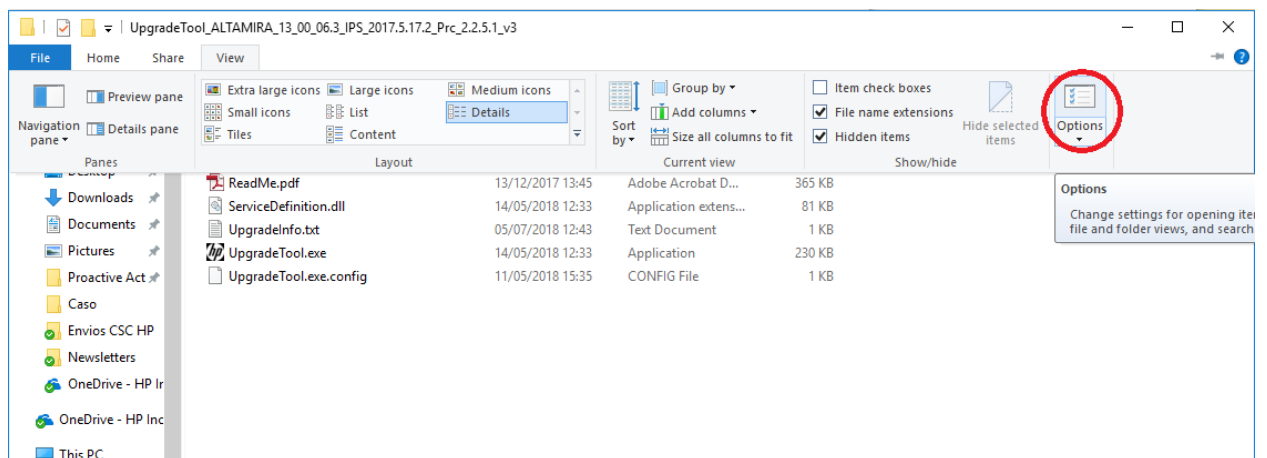 UpgradeTool_ALTAMIRA_13_00_06.3_IPS_2017.5.17.2_Prc_2.2.5.1_v3
File Home Share View
Navigation pane
Preview pane
Details pane
Panes
Extra large icons Large icons Medium icons
Small icons List Details
Tiles Content
Layout
Sort by
Group by
Add columns
Size all columns to fit
Current view
Item check boxes
File name extensions
Hidden items
Hide selected items
Show/hide
Options
Options
Change settings for opening iter
file and folder views, and search
Desktop
Downloads
Documents
Pictures
Proactive Act
Caso
Envios CSC HP
Newsletters
OneDrive - HP Ir
OneDrive - HP Inc
This PC
ReadMe.pdf 13/12/2017 13:45 Adobe Acrobat D... 365 KB
ServiceDefinition.dll 14/05/2018 12:33 Application extens... 81 KB
UpgradeInfo.txt 05/07/2018 12:43 Text Document 1 KB
hp UpgradeTool.exe 14/05/2018 12:33 Application 230 KB
UpgradeTool.exe.config 11/05/2018 15:35 CONFIG File 1 KB